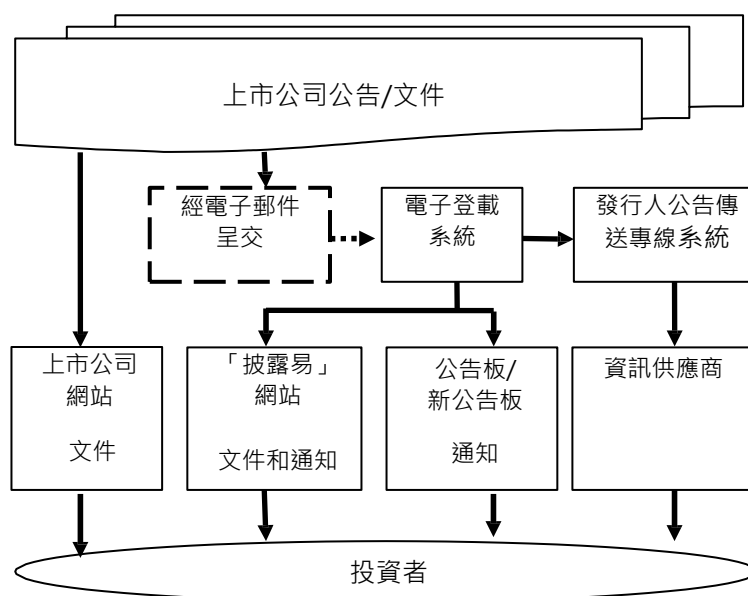 上市公司公告/文件
經電子郵件
呈交
電子登載
系統
發行人公告傳
送專線系統
上市公司
網站
文件
「披露易」
網站
文件和通知
公告板/
新公告板
通知
資訊供應商
投資者